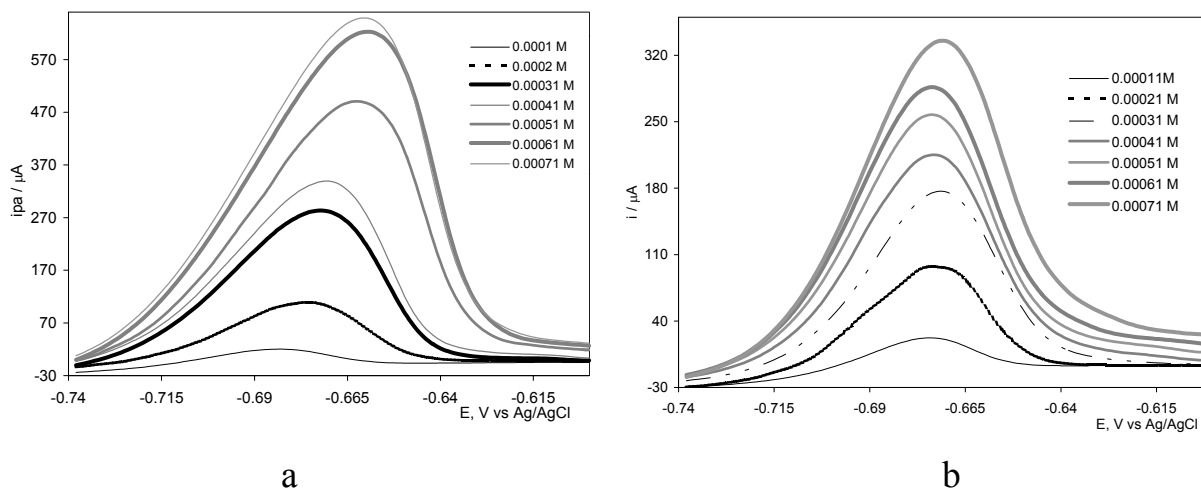 570
470
370
270
170
70
-30
ipa / μA
-0.74
-0.715
-0.69
-0.665
-0.64
-0.615
E, V vs Ag/AgCl
0.0001 M
0.0002 M
0.00031 M
0.00041 M
0.00051 M
0.00061 M
0.00071 M
a
320
250
180
110
40
-30
i / μA
-0.74
-0.715
-0.69
-0.665
-0.64
-0.615
E, V vs Ag/AgCl
0.00011M
0.00021 M
0.00031 M
0.00041 M
0.00051 M
0.00061 M
0.00071 M
b